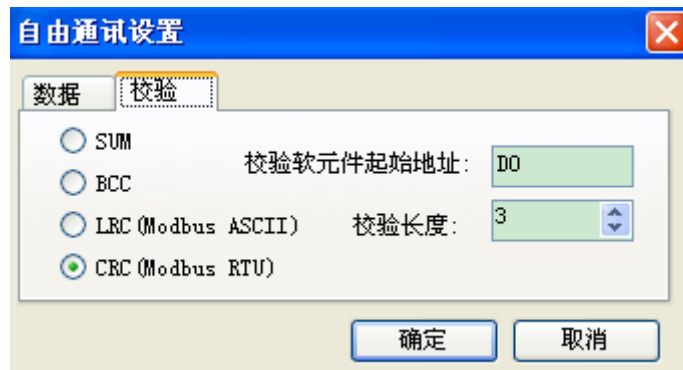 自由通讯设置
数据 校验
SUM
校验软元件起始地址: D0
BCC
LRC(Modbus ASCII) 校验长度: 3
CRC(Modbus RTU)
确定 取消